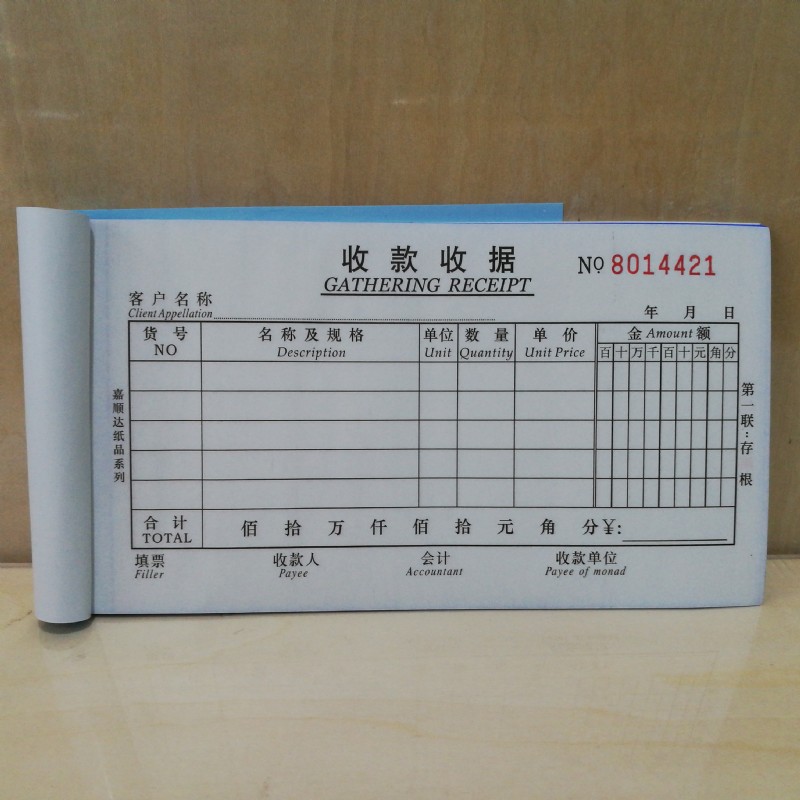 收款收据
GATHERING RECEIPT
No 8014421
客户名称
Client Appellation
年 月 日
货号 名称及规格 单位 数量 单价 金 Amount 额
NO Description Unit Quantity Unit Price 百 十 万 千 百 十 元 角 分
合计
TOTAL
佰 拾 万 仟 佰 拾 元 角 分 ¥:
填票 收款人 会计 收款单位
Filler Payee Accountant Payee of monad
嘉顺达纸品系列
第一联:存根